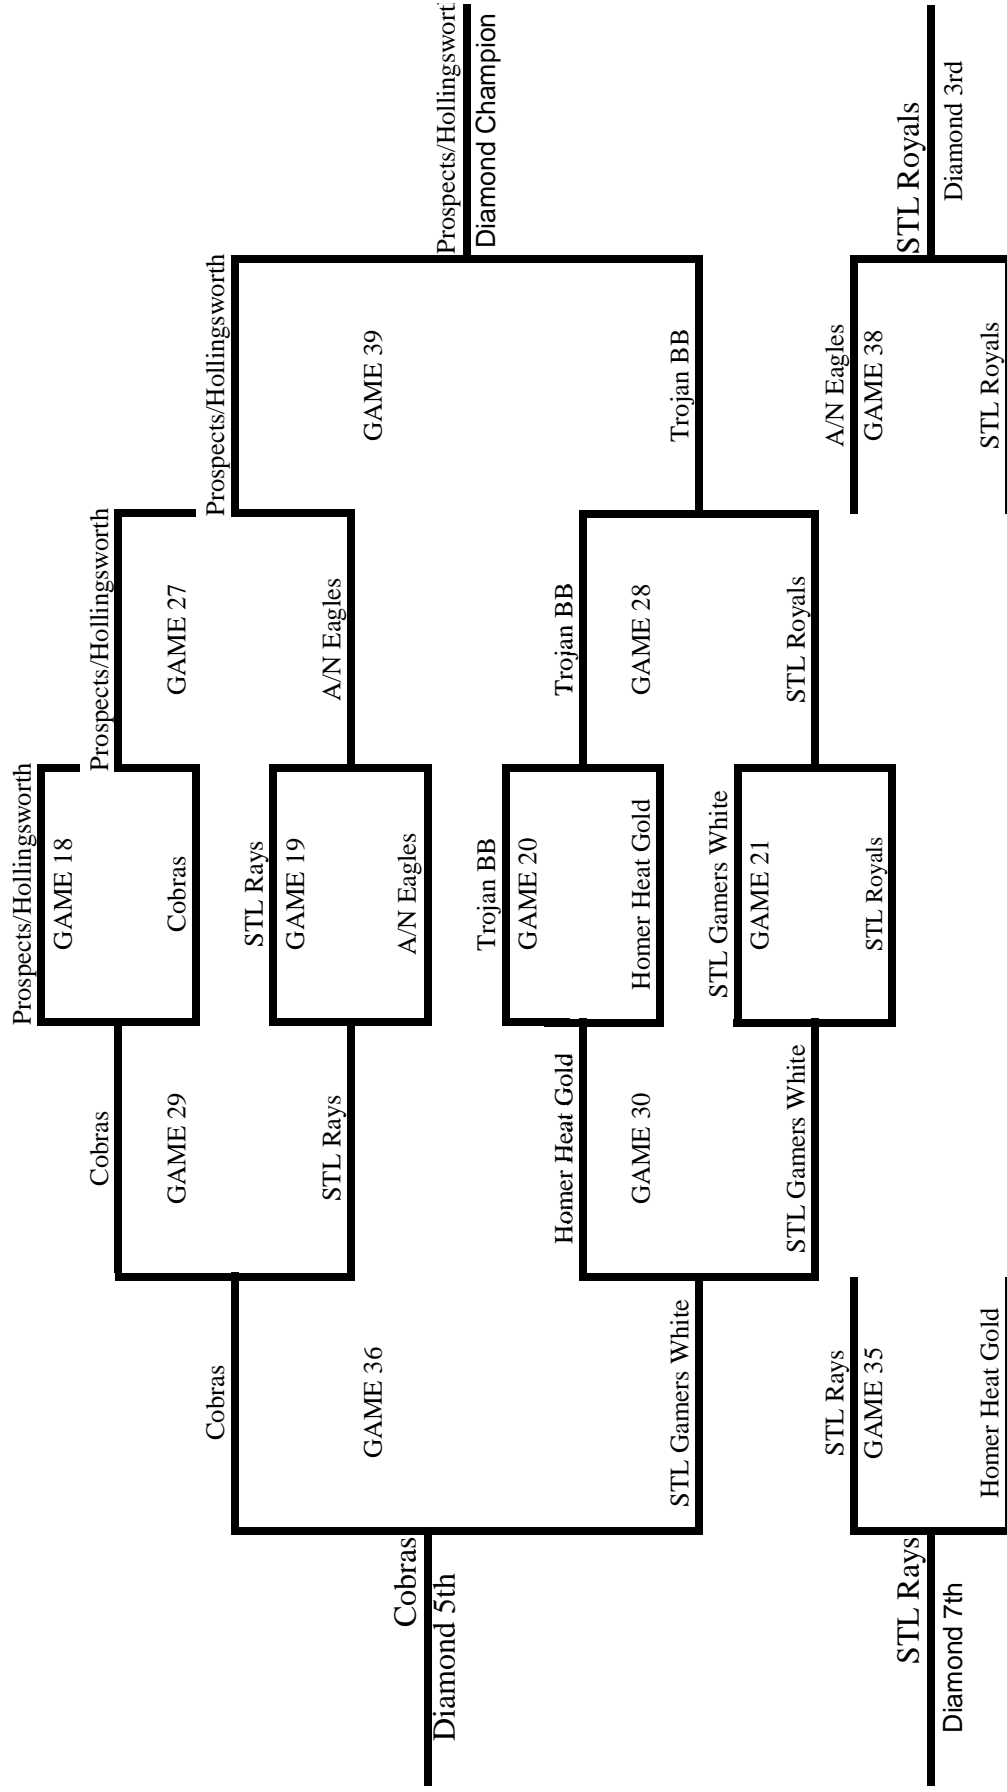 Prospects/Hollingsworth
GAME 18
Cobras
Prospects/Hollingsworth
GAME 29
Cobras
GAME 27
Cobras
Prospects/Hollingsworth
STL Rays
GAME 19
STL Rays
A/N Eagles
GAME 36
GAME 39
Cobras
A/N Eagles
Diamond 5th
Prospects/Hollingswort
Trojan BB
Diamond Champion
GAME 20
Homer Heat Gold
Trojan BB
GAME 30
Homer Heat Gold
GAME 28
STL Gamers White
Trojan BB
STL Gamers White
GAME 21
STL Gamers White
STL Royals
STL Rays
A/N Eagles
GAME 35
STL Royals
GAME 38
STL Rays
STL Royals
Diamond 7th
Diamond 3rd
Homer Heat Gold
STL Royals